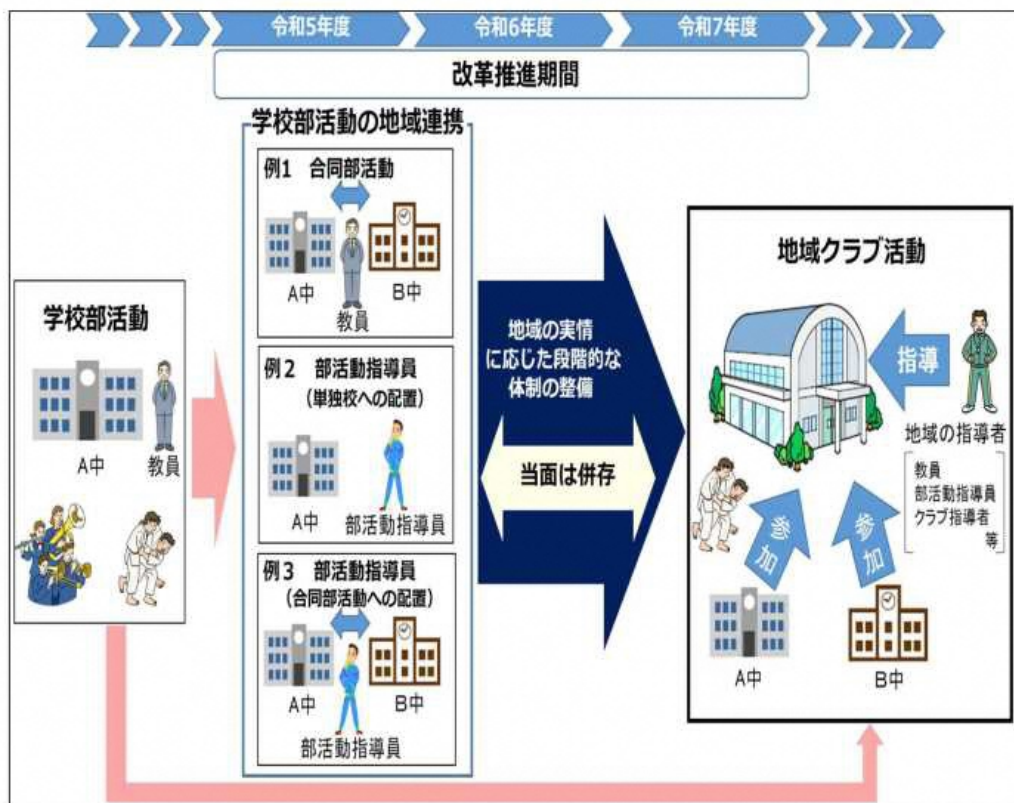 令和5年度
令和6年度
令和7年度
改革推進期間
学校部活動
A中
教員
学校部活動の地域連携
例1 合同部活動
A中
B中
教員
例2 部活動指導員
(単独校への配置)
A中
部活動指導員
例3 部活動指導員
(合同部活動への配置)
A中
B中
部活動指導員
地域の実情
に応じた段階的な
体制の整備
当面は併存
地域クラブ活動
指導
地域の指導者
教員
部活動指導員
クラブ指導者
等
参加
参加
A中
B中